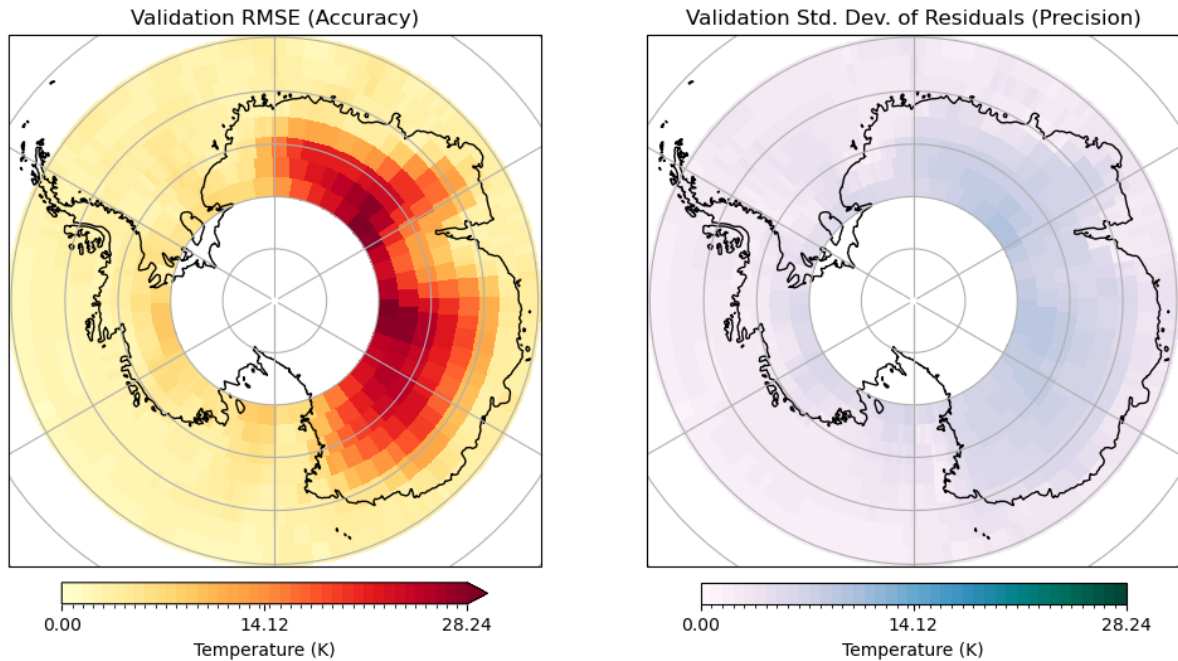 Validation RMSE (Accuracy)
Validation Std. Dev. of Residuals (Precision)
0.00 14.12 28.24
Temperature (K)
0.00 14.12 28.24
Temperature (K)